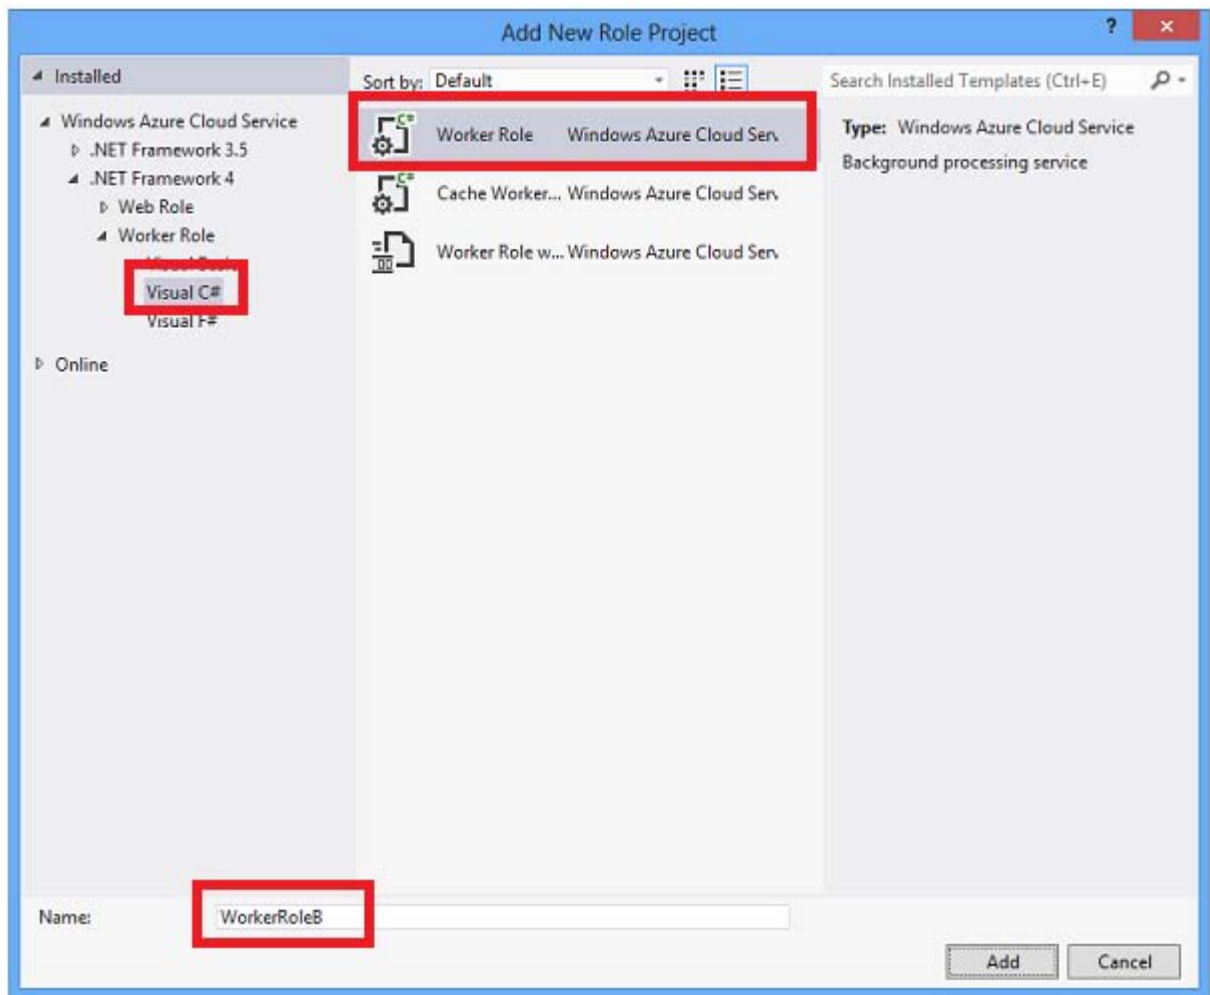 Add New Role Project
?
Installed
Sort by: Default
Search Installed Templates (Ctrl+E)
Windows Azure Cloud Service
.NET Framework 3.5
.NET Framework 4
Web Role
Worker Role
Visual C#
Visual F#
Online
C#
Worker Role Windows Azure Cloud Serv
C#
Cache Worker... Windows Azure Cloud Serv
Worker Role w... Windows Azure Cloud Serv
Type: Windows Azure Cloud Service
Background processing service
Name: WorkerRoleB
Add Cancel